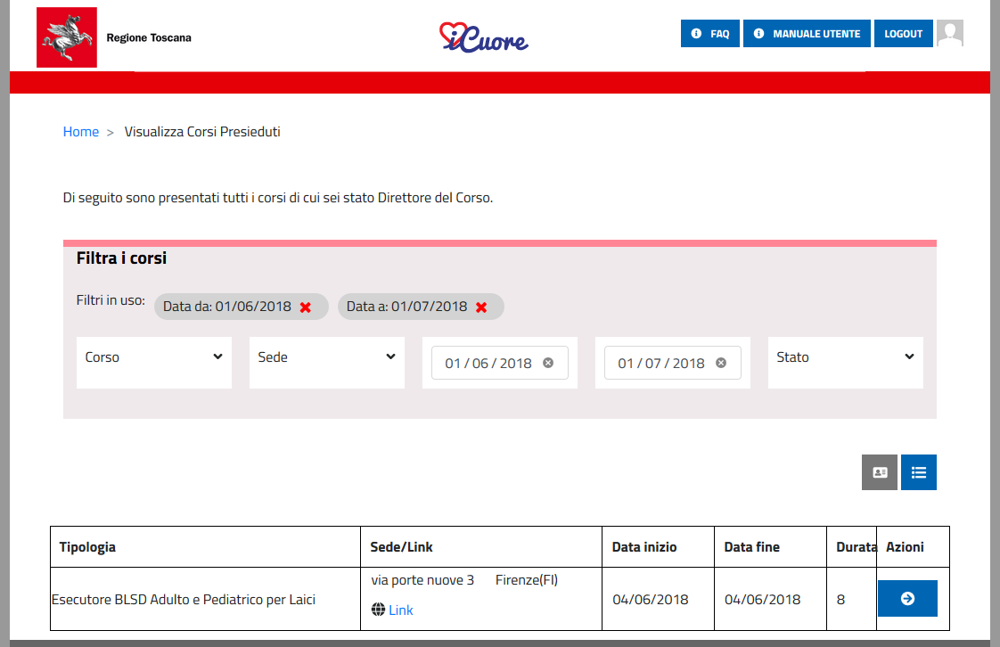 Regione Toscana
iCuore
FAQ
MANUALE UTENTE
LOGOUT
Home > Visualizza Corsi Presieduti
Di seguito sono presentati tutti i corsi di cui sei stato Direttore del Corso.
Filtra i corsi
Filtri in uso: Data da: 01/06/2018 Data a: 01/07/2018
Corso Sede 01 / 06 / 2018 01 / 07 / 2018 Stato
Tipologia Sede/Link Data inizio Data fine Durata Azioni
Esecutore BLSD Adulto e Pediatrico per Laici via porte nuove 3 Firenze(FI) 04/06/2018 04/06/2018 8
Link